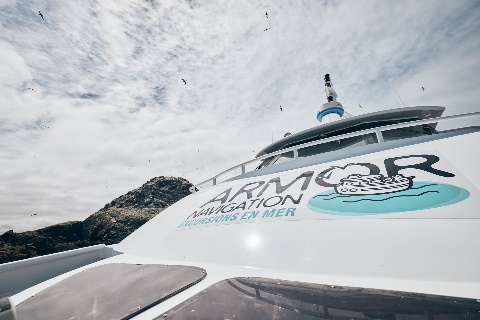 ARMOR
NAVIGATION
EXCURSIONS EN MER